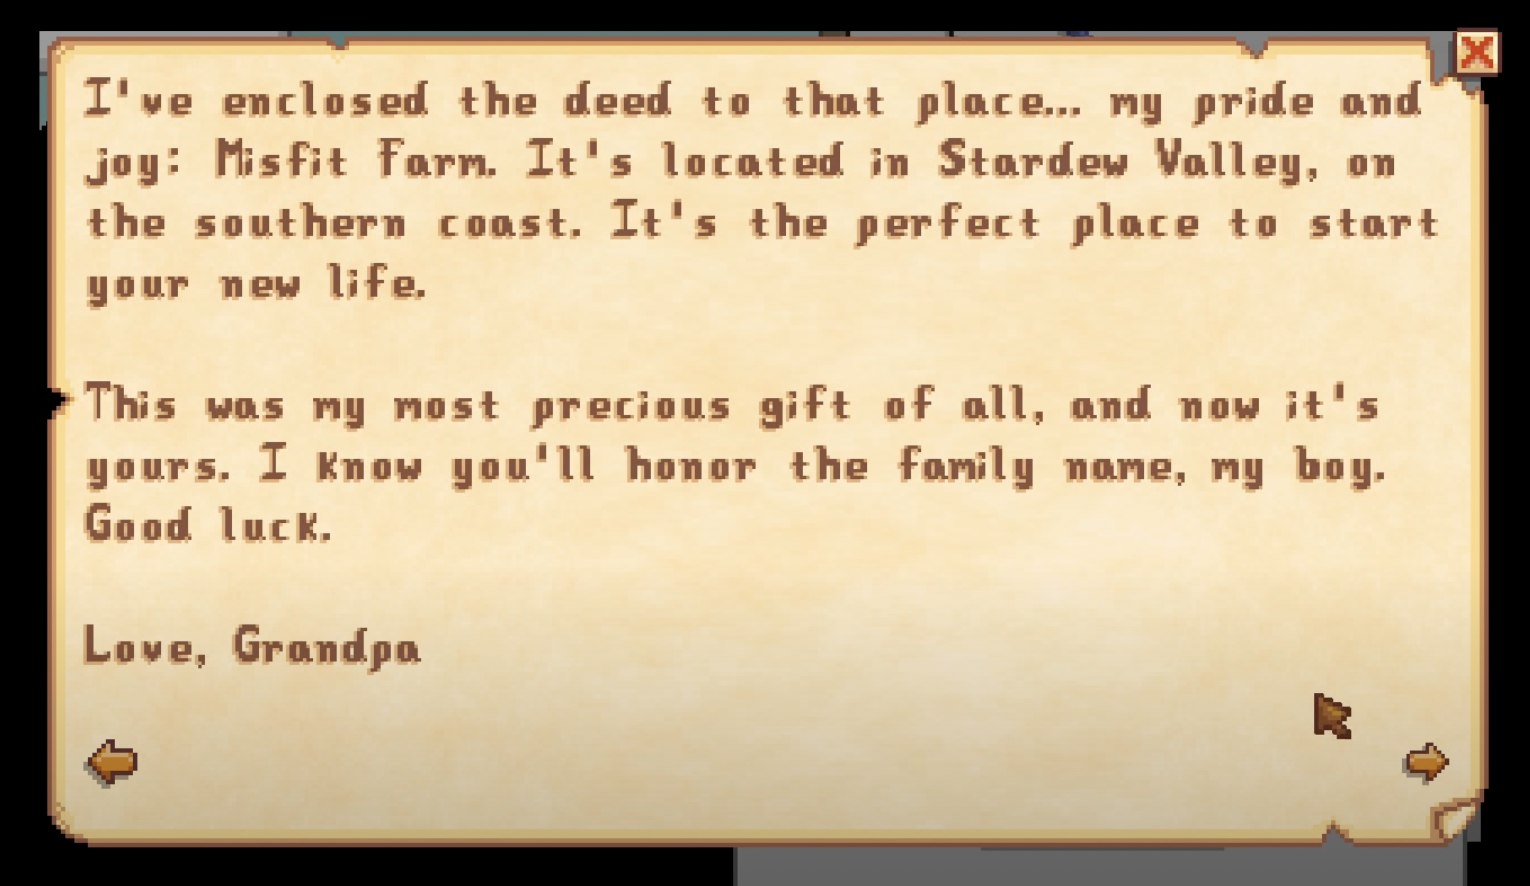 I've enclosed the deed to that place... my pride and
joy: Misfit Farm. It's located in Stardew Valley, on
the southern coast. It's the perfect place to start
your new life.
This was my most precious gift of all, and now it's
yours. I know you'll honor the family name, my boy.
Good luck.
Love, Grandpa